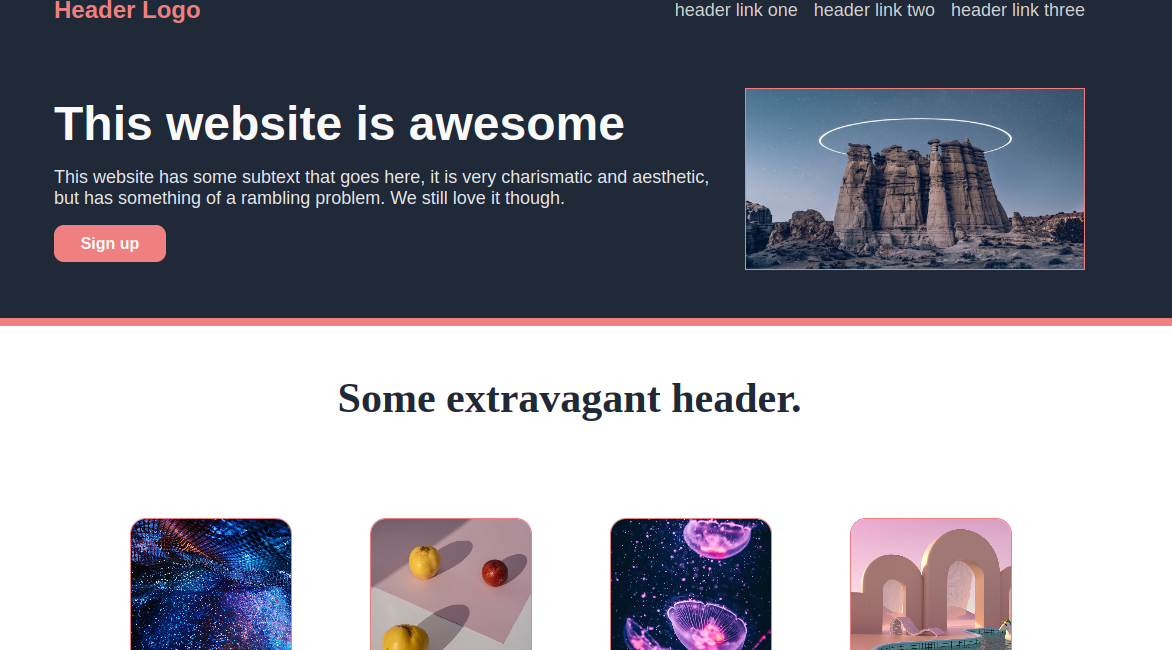 Header Logo
header link one header link two header link three
This website is awesome
This website has some subtext that goes here, it is very charismatic and aesthetic,
but has something of a rambling problem. We still love it though.
Sign up
Some extravagant header.